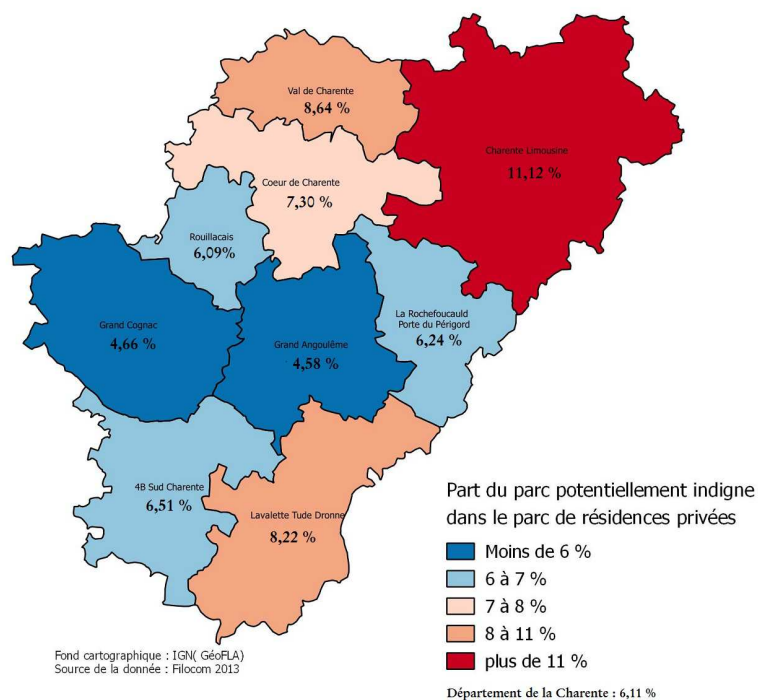 Val de Charente
8,64 %
Charente Limousine
11,12 %
Coeur de Charente
7,30 %
Rouillacais
6,09%
La Rochefoucauld
Porte du Périgord
6,24 %
Grand Cognac
4,66 %
Grand Angoulême
4,58 %
4B Sud Charente
6,51 %
Lavalette Tude Dronne
8,22 %
Part du parc potentiellement indigne
dans le parc de résidences privées
Moins de 6 %
6 à 7 %
7 à 8 %
8 à 11 %
plus de 11 %
Fond cartographique : IGN( GéoFLA)
Source de la donnée : Filocom 2013
Département de la Charente : 6,11 %